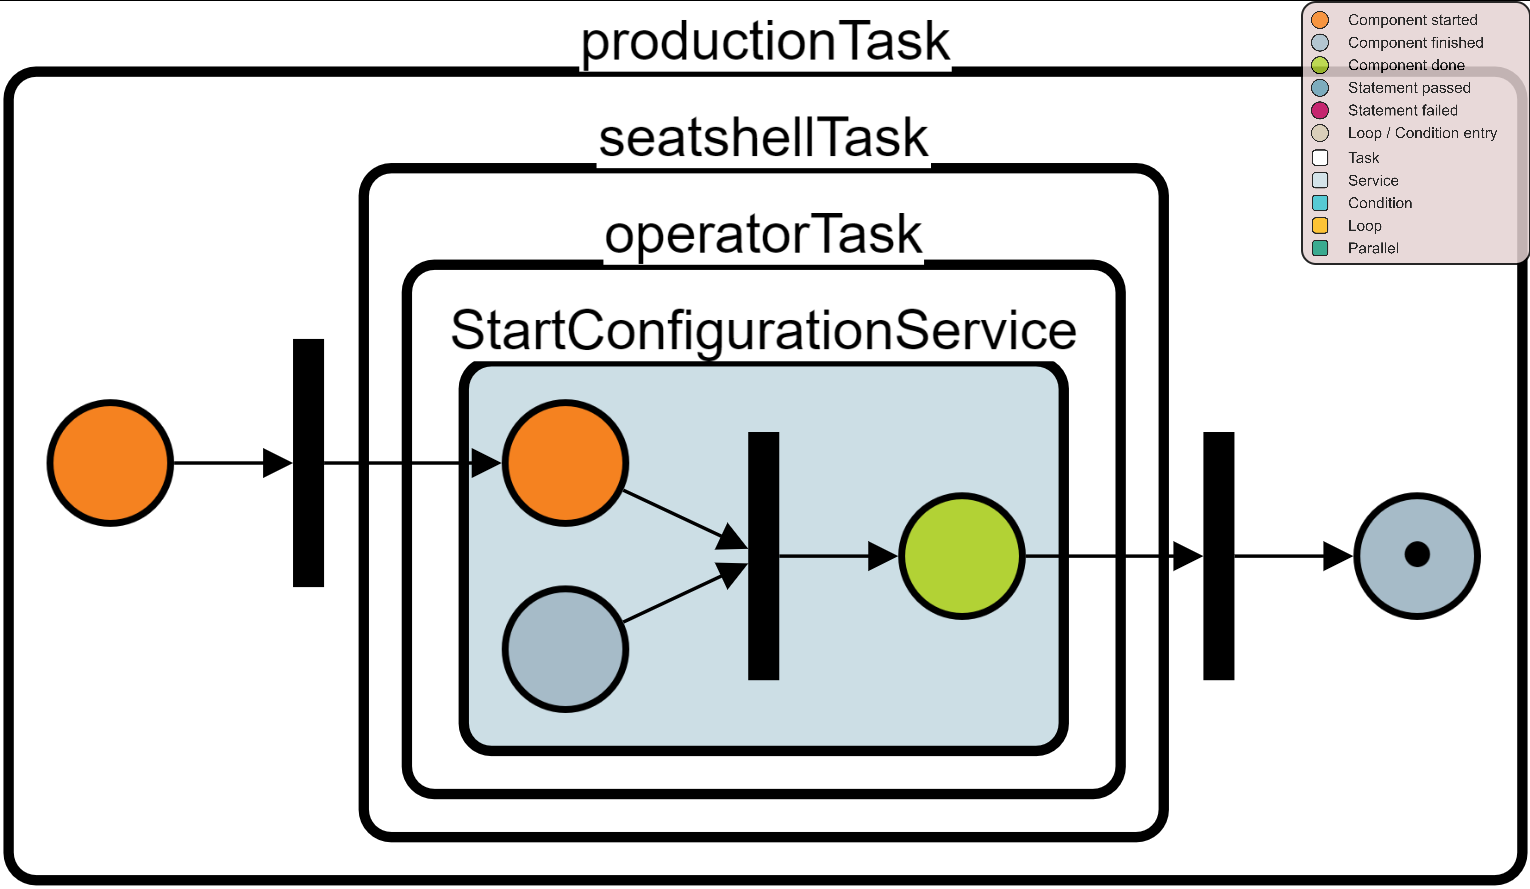 productionTask
seatshellTask
operatorTask
StartConfigurationService
Component started
Component finished
Component done
Statement passed
Statement failed
Loop / Condition entry
Task
Service
Condition
Loop
Parallel